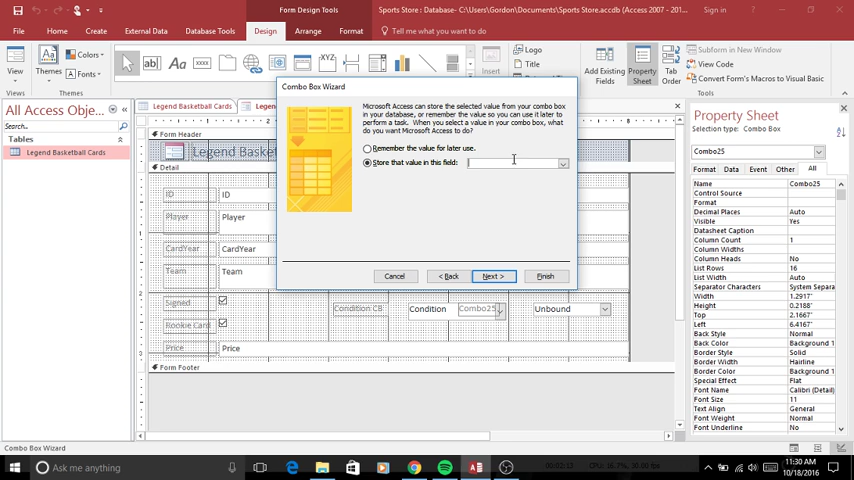 Form Design Tools
Sports Store : Database- C:\Users\Gordon\Documents\Sports Store.accdb (Access 2007 - 201...
Sign in
File Home Create External Data Database Tools Design Arrange Format Tell me what you want to do...
View
Themes
Colors
Fonts
Views
Themes
Controls
Insert
Logo
Title
Add Existing
Fields
Property
Sheet
Tab
Order
Subform in New Window
View Code
Convert Form's Macros to Visual Basic
Tools
All Access Obje...
Search...
Tables
Legend Basketball Cards
Legend Basketball Cards
Legen
Form Header
Legend Basket
Detail
ID ID
Player Player
CardYear CardYear
Team Team
Signed
Rookie Card
Price Price
Condition CB
Condition Combo25
Unbound
Form Footer
Combo Box Wizard
Microsoft Access can store the selected value from your combo box
in your database, or remember the value so you can use it later to
perform a task. When you select a value in your combo box, what
do you want Microsoft Access to do?
Remember the value for later use.
Store that value in this field:
Cancel
< Back
Next >
Finish
Property Sheet
Selection type: Combo Box
Combo25
Format Data Event Other All
Name Combo25
Control Source
Format
Decimal Places Auto
Visible Yes
Datasheet Caption
Column Count 1
Column Widths
Column Heads No
List Rows 16
List Width Auto
Separator Characters System Separa
Width 1.2917"
Height 0.2188"
Top 2.1667"
Left 6.4167"
Back Style Normal
Back Color Background 1
Border Style Solid
Border Width Hairline
Border Color Background 1
Special Effect Flat
Font Name Calibri (Detail)
Font Size 11
Text Align General
Font Weight Normal
Font Underline No
Combo Box Wizard
Ask me anything
11:30 AM
10/18/2016